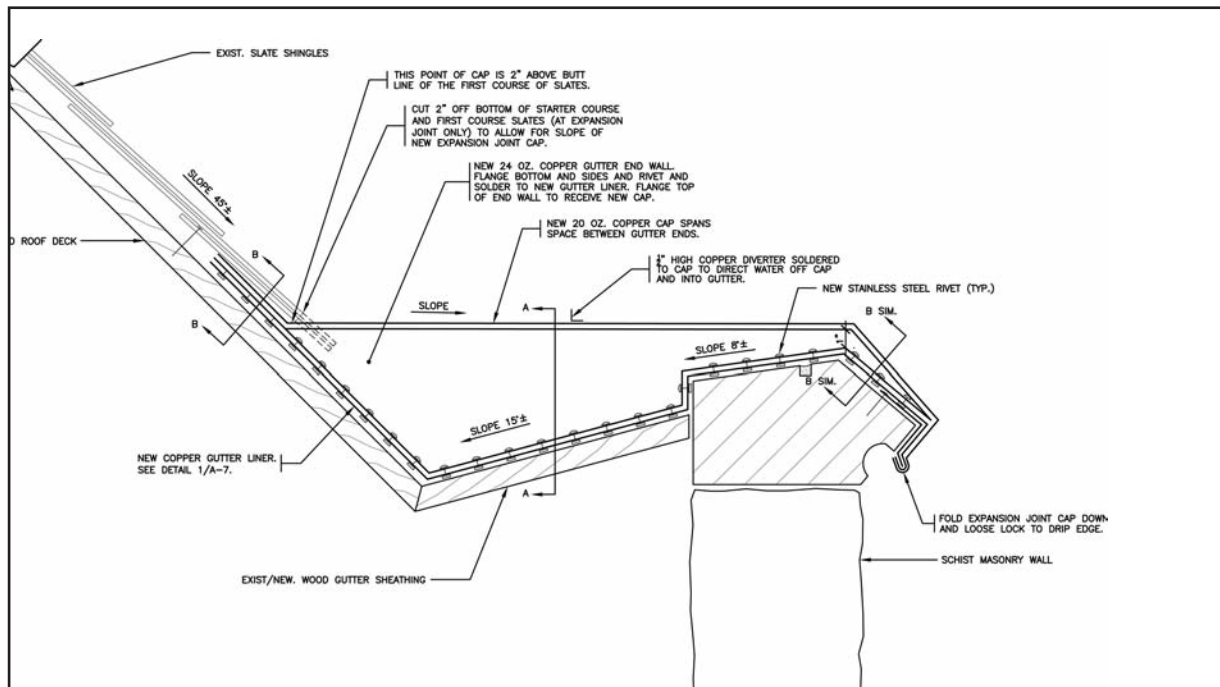 EXIST. SLATE SHINGLES
THIS POINT OF CAP IS 2" ABOVE BUTT
LINE OF THE FIRST COURSE OF SLATES.
CUT 2" OFF BOTTOM OF STARTER COURSE
AND FIRST COURSE SLATES (AT EXPANSION
JOINT ONLY) TO ALLOW FOR SLOPE OF
NEW EXPANSION JOINT CAP.
NEW 24 OZ. COPPER GUTTER END WALL.
FLANGE BOTTOM AND SIDES AND RIVET AND
SOLDER TO NEW GUTTER LINER. FLANGE TOP
OF END WALL TO RECEIVE NEW CAP.
SLOPE 45°±
NEW 20 OZ. COPPER CAP SPANS
SPACE BETWEEN GUTTER ENDS.
D ROOF DECK
B
HIGH COPPER DIVERTER SOLDERED
TO CAP TO DIRECT WATER OFF CAP
AND INTO GUTTER.
NEW STAINLESS STEEL RIVET (TYP.)
SLOPE
A
B SIM.
B
SLOPE 8°±
B SIM.
SLOPE 15°±
NEW COPPER GUTTER LINER.
SEE DETAIL 1/A-7.
A
FOLD EXPANSION JOINT CAP DOWN
AND LOOSE LOCK TO DRIP EDGE.
SCHIST MASONRY WALL
EXIST/NEW. WOOD GUTTER SHEATHING